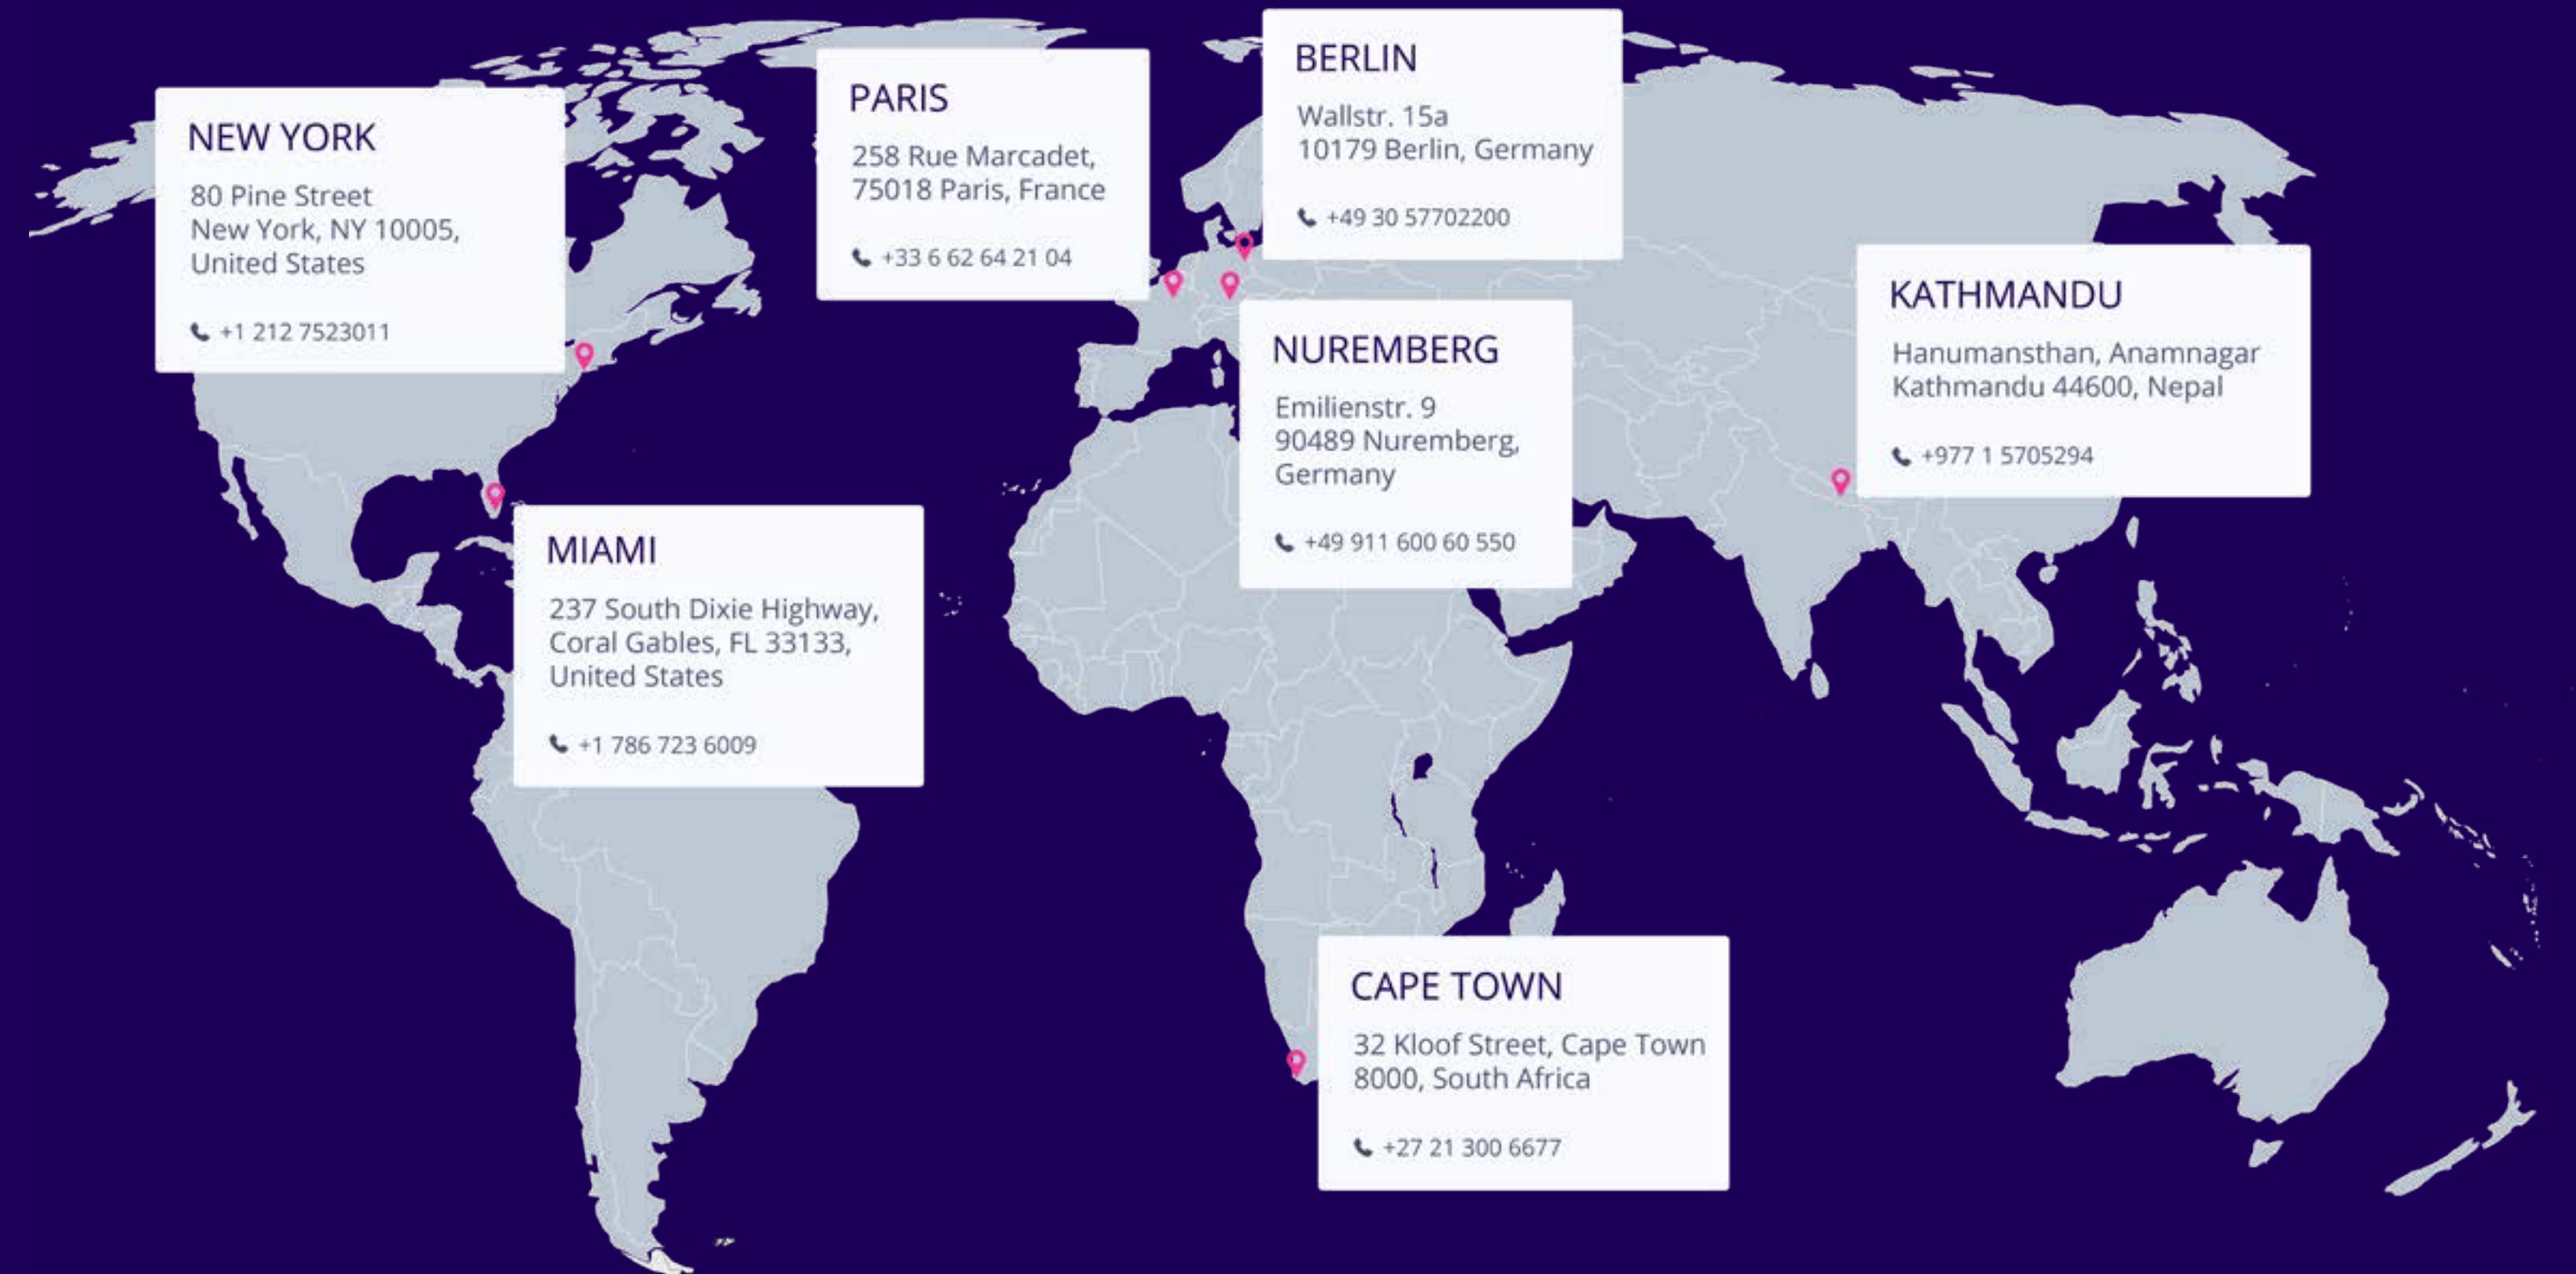 NEW YORK
80 Pine Street
New York, NY 10005,
United States
+1 212 7523011
PARIS
258 Rue Marcadet,
75018 Paris, France
+33 6 62 64 21 04
BERLIN
Wallstr. 15a
10179 Berlin, Germany
+49 30 57702200
NUREMBERG
Emilienstr. 9
90489 Nuremberg,
Germany
+49 911 600 60 550
KATHMANDU
Hanumansthan, Anamnagar
Kathmandu 44600, Nepal
+977 1 5705294
MIAMI
237 South Dixie Highway,
Coral Gables, FL 33133,
United States
+1 786 723 6009
CAPE TOWN
32 Kloof Street, Cape Town
8000, South Africa
+27 21 300 6677